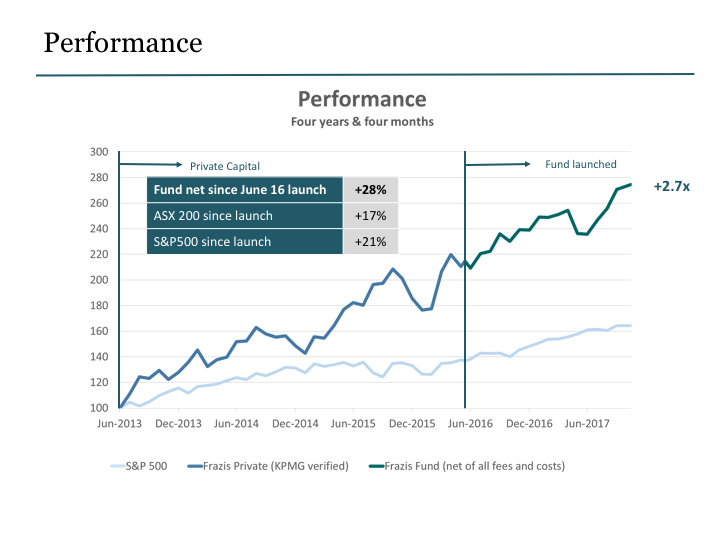 Performance
Performance
Four years & four months
300
280
260
240
220
200
180
160
140
120
100
Private Capital
Fund launched
+2.7x
Fund net since June 16 launch +28%
ASX 200 since launch +17%
S&P500 since launch +21%
Jun-2013 Dec-2013 Jun-2014 Dec-2014 Jun-2015 Dec-2015 Jun-2016 Dec-2016 Jun-2017
S&P 500 Frazis Private (KPMG verified) Frazis Fund (net of all fees and costs)